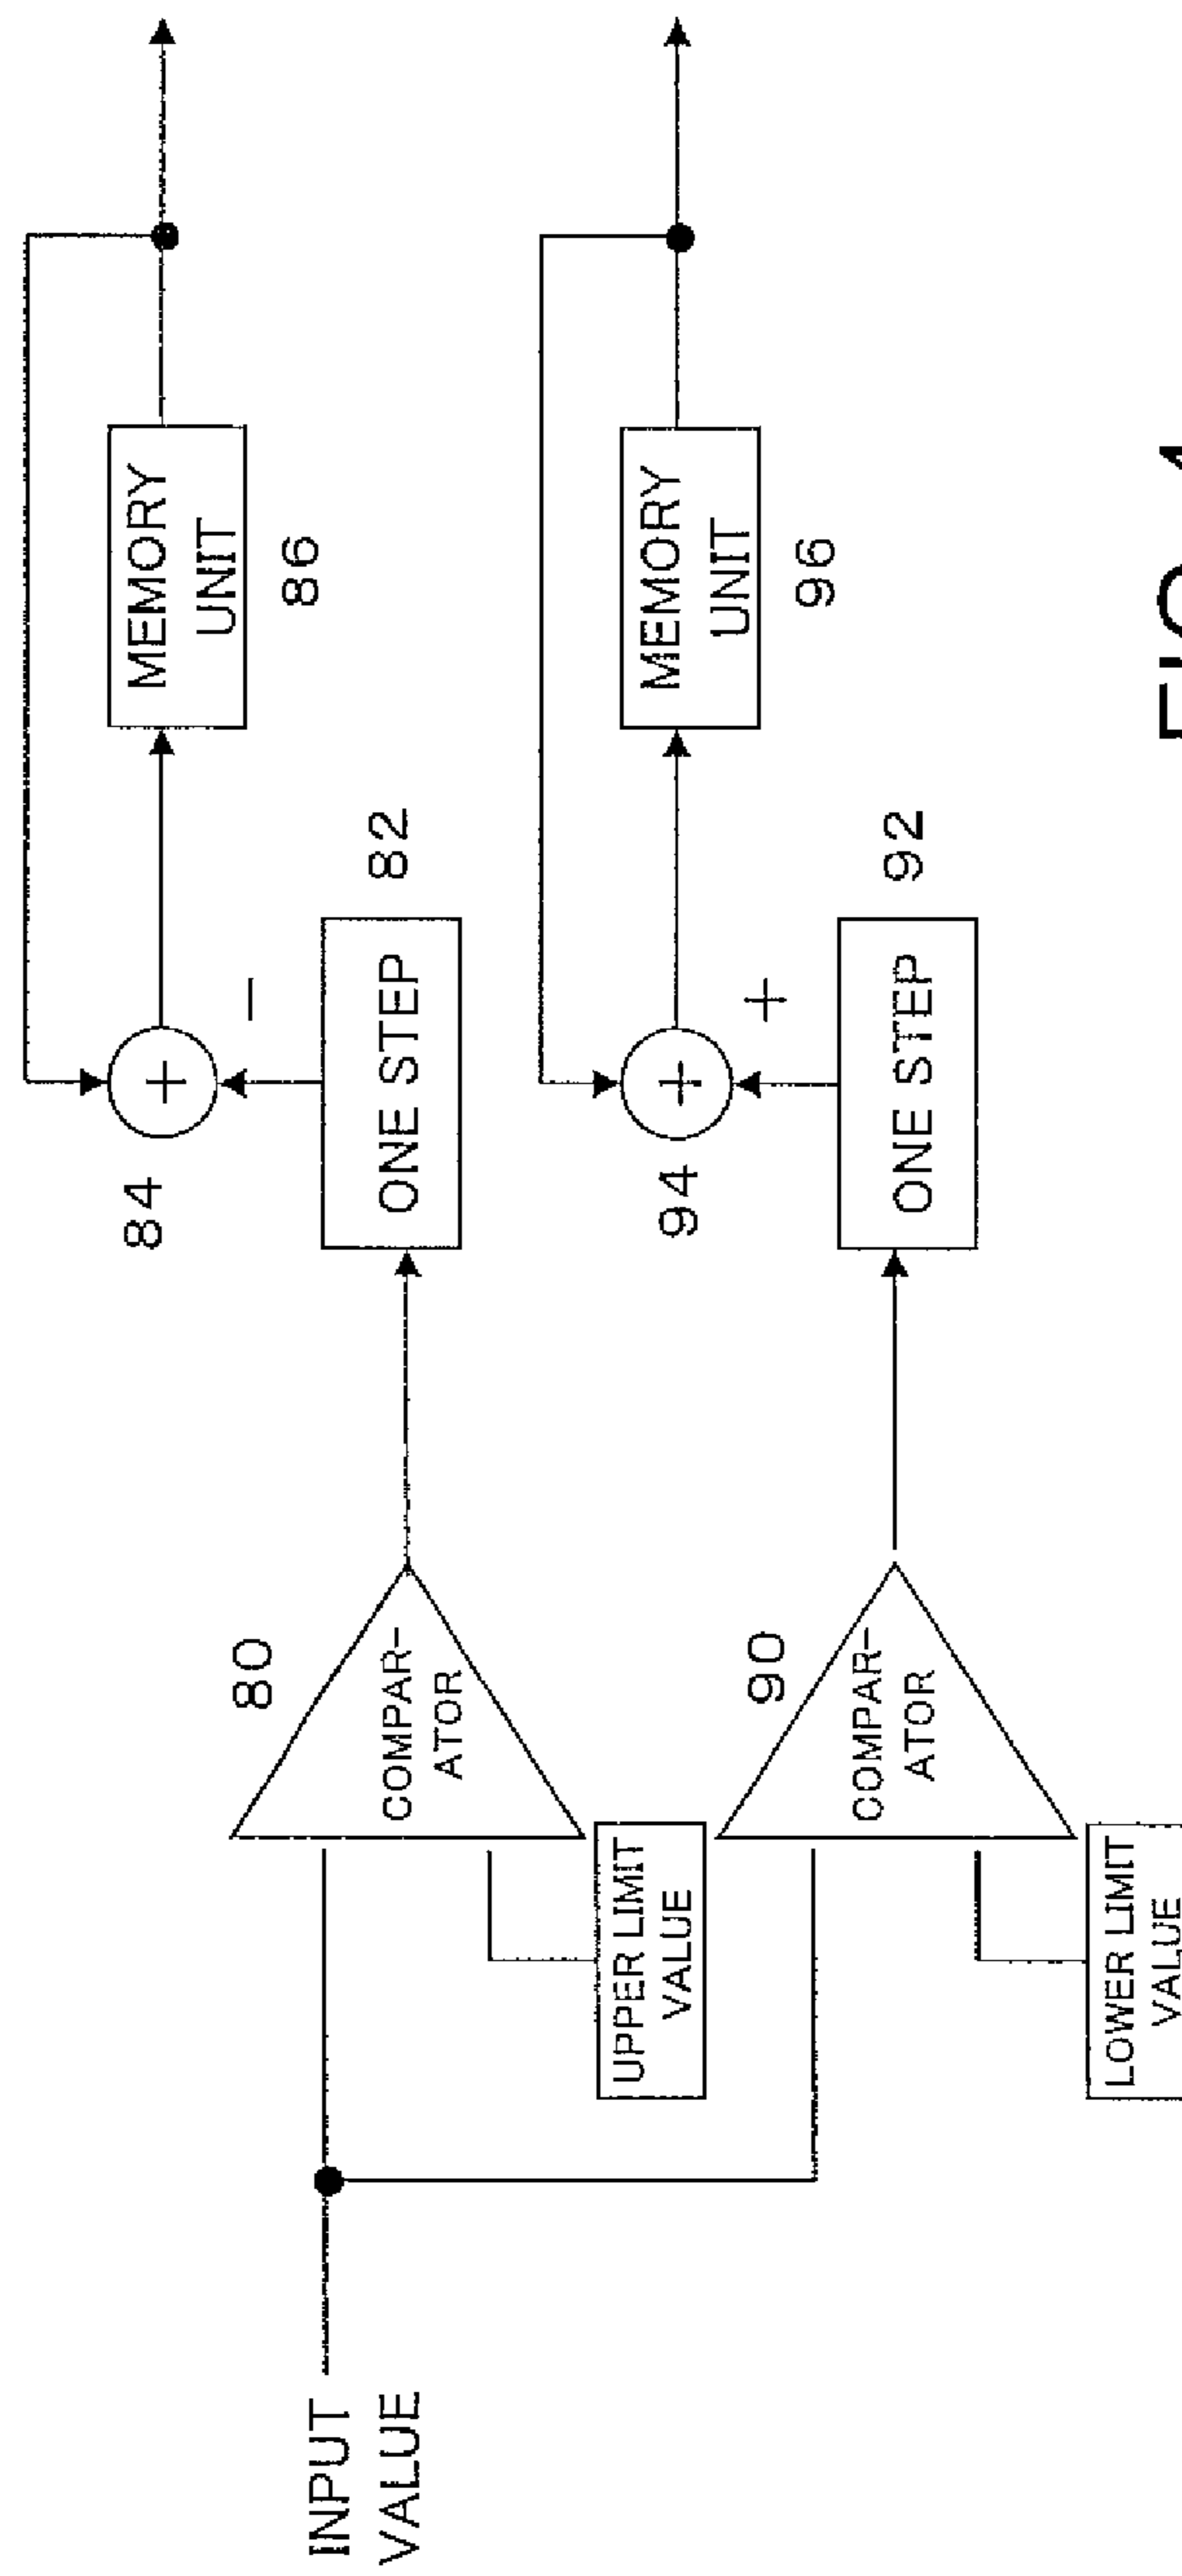 INPUT
VALUE
80
COMPAR-
ATOR
UPPER LIMIT
VALUE
ONE STEP
82
84
+
−
MEMORY
UNIT
86
90
COMPAR-
ATOR
LOWER LIMIT
VALUE
ONE STEP
92
94
+
+
MEMORY
UNIT
96